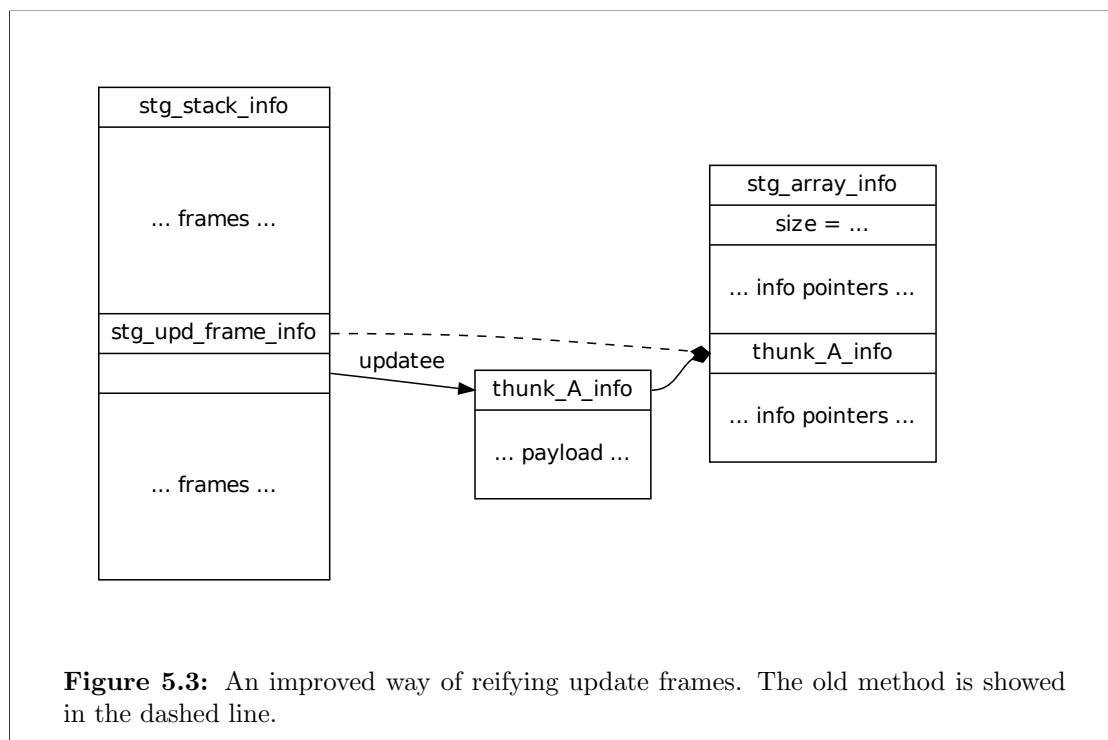 stg_stack_info
... frames ...
stg_upd_frame_info
updatee
... frames ...
thunk_A_info
... payload ...
stg_array_info
size = ...
... info pointers ...
thunk_A_info
... info pointers ...
Figure 5.3: An improved way of reifying update frames. The old method is showed
in the dashed line.